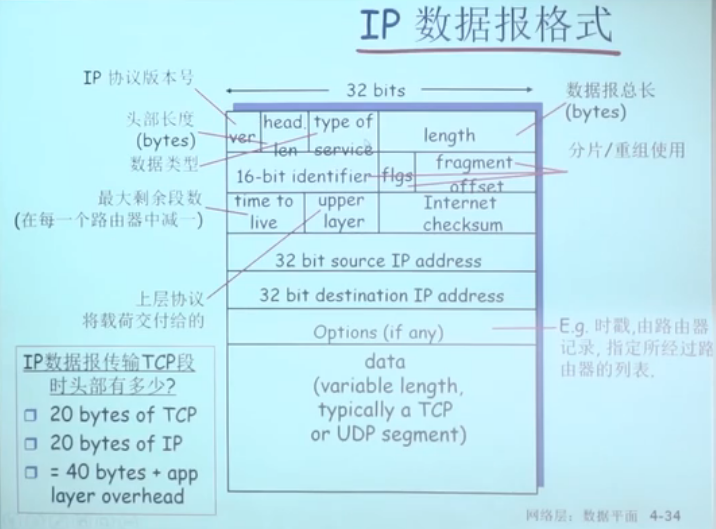 IP 数据报格式
IP 协议版本号
32 bits
数据报总长
(bytes)
头部长度
(bytes)
数据类型
ver
head.
len
type of
service
length
分片/重组使用
16-bit identifier
flgs
fragment
offset
最大剩余段数
(在每一个路由器中减一)
time to
live
upper
layer
Internet
checksum
32 bit source IP address
上层协议
将载荷交付给的
32 bit destination IP address
Options (if any)
E.g. 时戳,由路由器
记录, 指定所经过路
由器的列表.
data
(variable length,
typically a TCP
or UDP segment)
IP数据报传输TCP段
时头部有多少?
20 bytes of TCP
20 bytes of IP
= 40 bytes + app
layer overhead
网络层: 数据平面 4-34